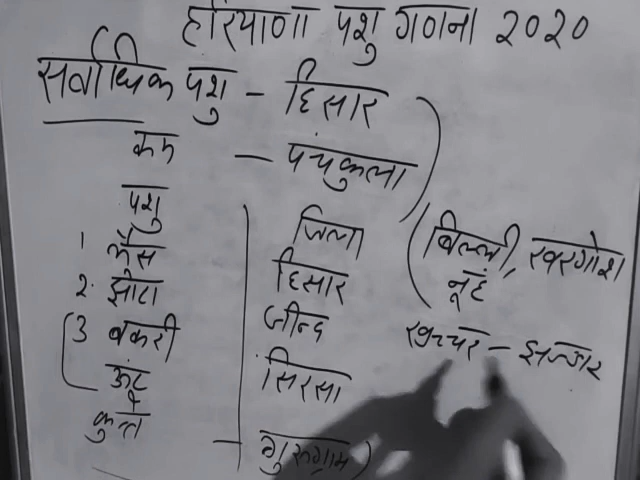 हरियाणा पशु गणना 2020
सर्वाधिक पशु - हिसार
कम - पंचकुला
पशु जिला
1 भैंस हिसार
2. झोटा जीन्द
3 बकरी
ऊंट सिरसा
कुत्ते - गुरुग्राम
बिल्ली, खरगोश
नूंह
खच्चर - झज्जर